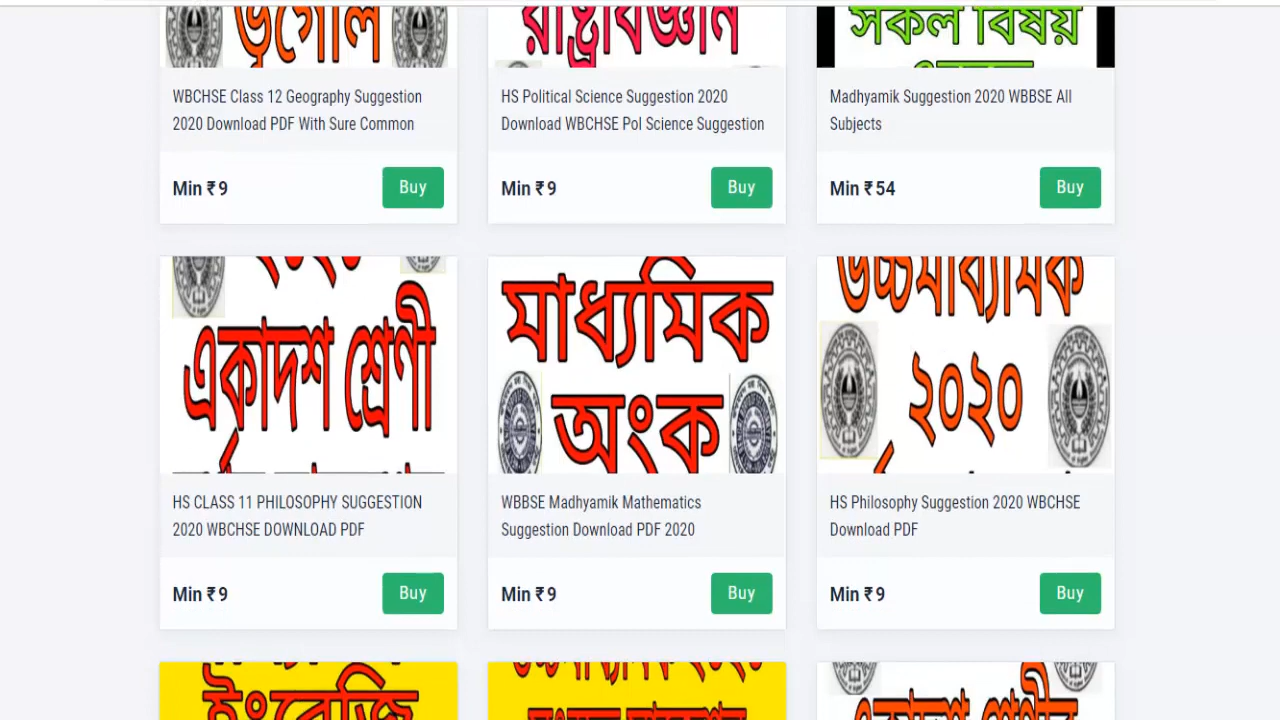 ভূগোল
রাষ্ট্রবিজ্ঞান
সকল বিষয়
WBCHSE Class 12 Geography Suggestion
2020 Download PDF With Sure Common
HS Political Science Suggestion 2020
Download WBCHSE Pol Science Suggestion
Madhyamik Suggestion 2020 WBBSE All
Subjects
Min ₹ 9
Buy
Min ₹ 9
Buy
Min ₹ 54
Buy
একাদশ শ্রেণী
মাধ্যমিক
অংক
উচ্চমাধ্যমিক
২০২০
HS CLASS 11 PHILOSOPHY SUGGESTION
2020 WBCHSE DOWNLOAD PDF
WBBSE Madhyamik Mathematics
Suggestion Download PDF 2020
HS Philosophy Suggestion 2020 WBCHSE
Download PDF
Min ₹ 9
Buy
Min ₹ 9
Buy
Min ₹ 9
Buy
ইংরেজি
একাদশ শ্রেণীর